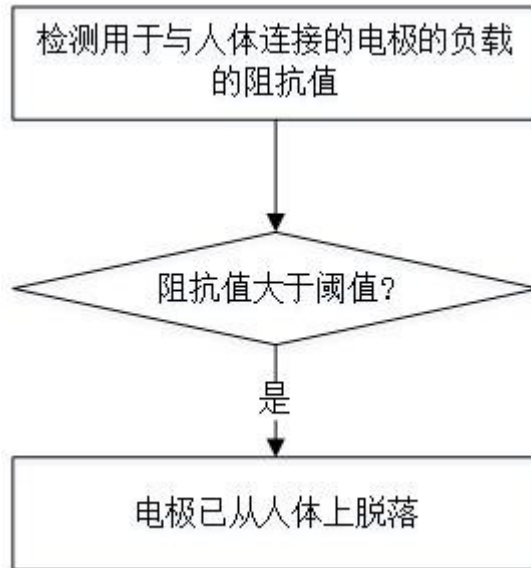 检测用于与人体连接的电极的负载
的阻抗值
阻抗值大于阈值?
是
电极已从人体上脱落